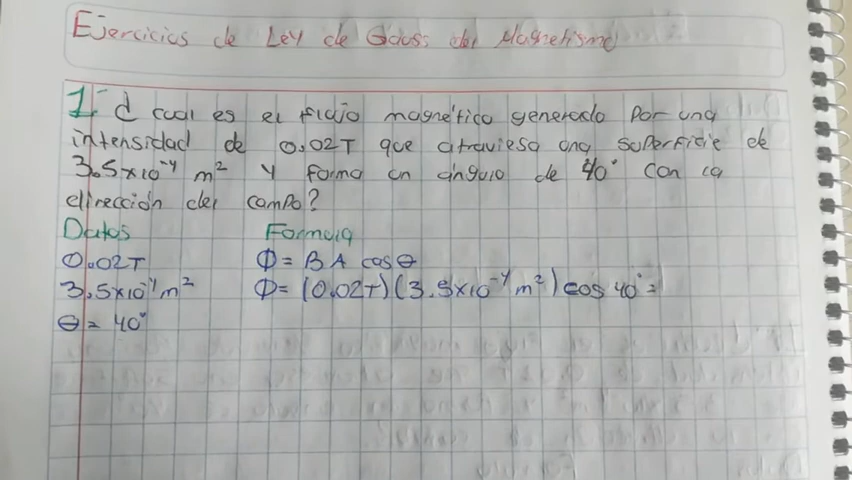 Ejercicios de Ley de Gauss del Magnetismo
1. ¿ cual es el flujo magnético generado por una
intensidad de 0.02T que atraviesa una superficie de
3.5x10⁻⁴ m² y forma un ángulo de 40° con la
dirección del campo?
Datos Formula
0.02T Φ = BA cos θ
3.5x10⁻⁴ m² Φ = (0.02T)(3.5x10⁻⁴ m²) cos 40° =
θ = 40°